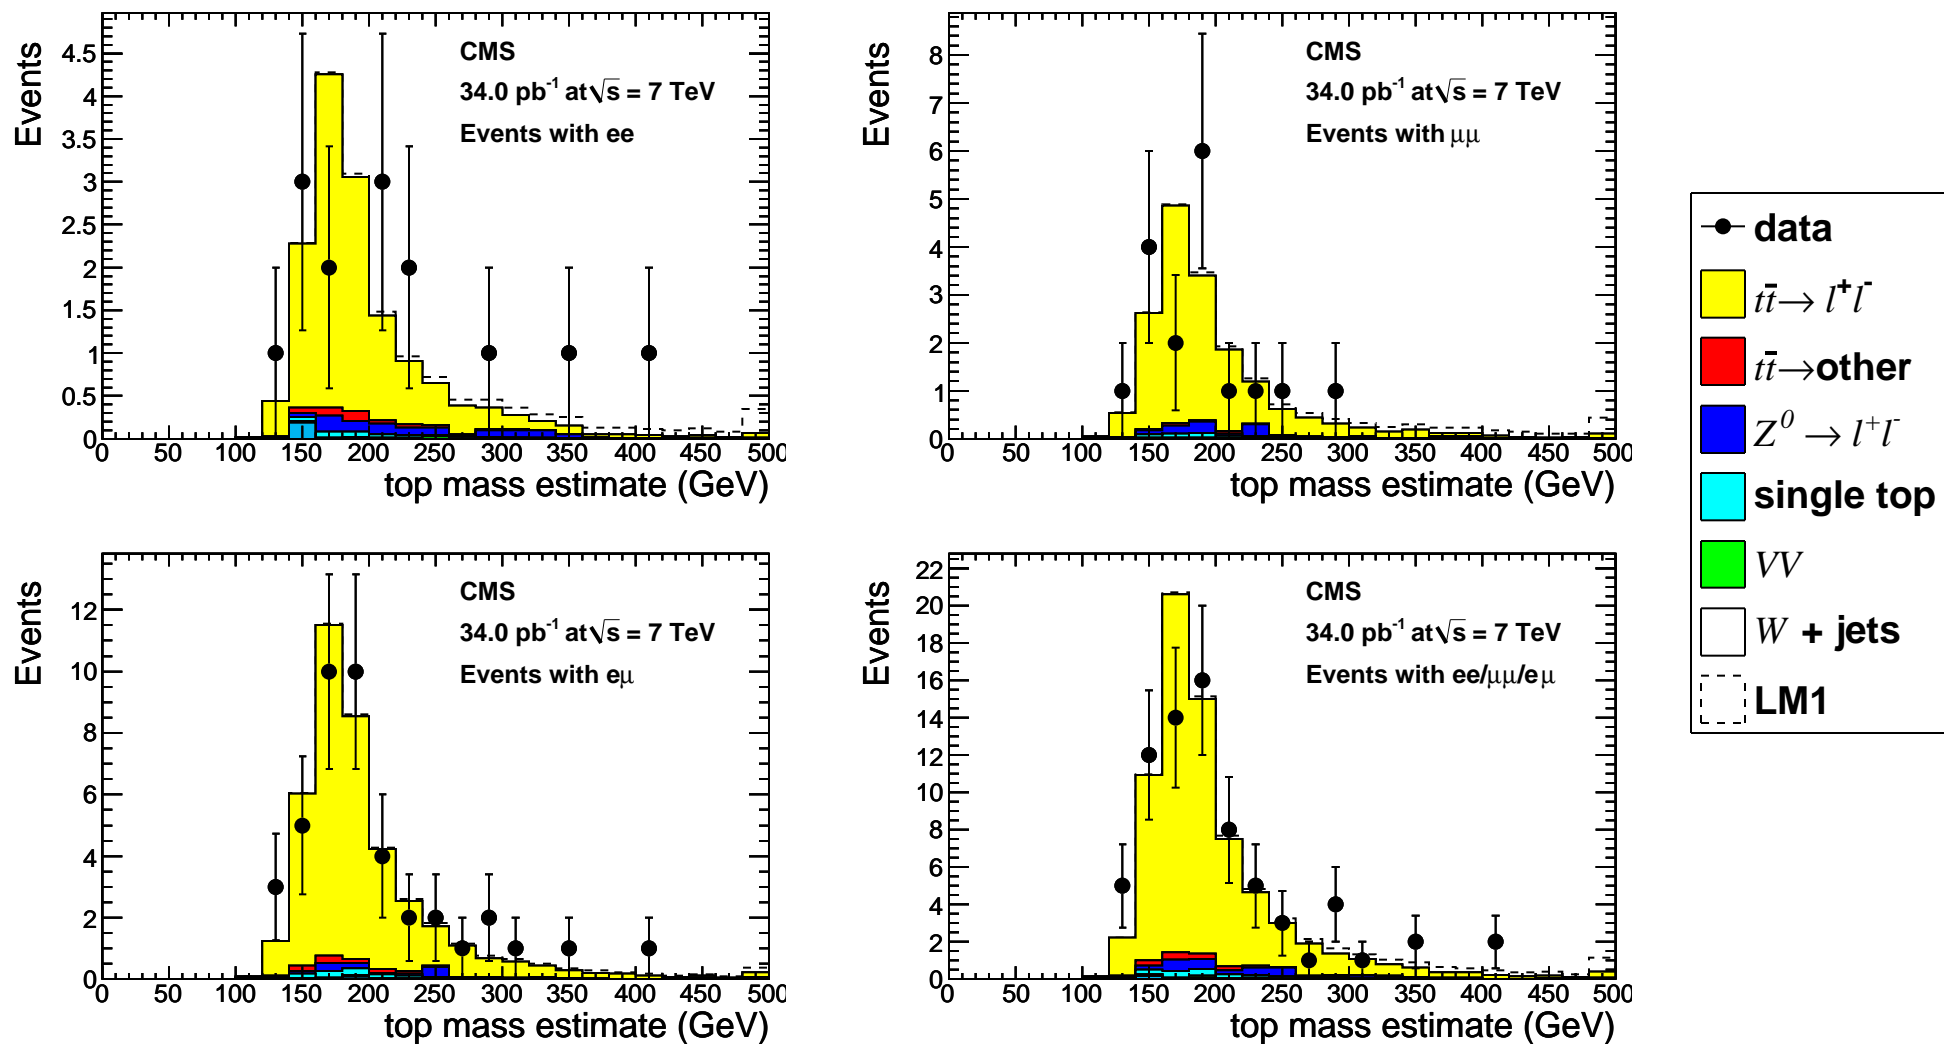 Events
4.5
4
3.5
3
2.5
2
1.5
1
0.5
0
CMS
34.0 pb⁻¹ at √s = 7 TeV
Events with ee
0 50 100 150 200 250 300 350 400 450 500
top mass estimate (GeV)
Events
8
7
6
5
4
3
2
1
0
CMS
34.0 pb⁻¹ at √s = 7 TeV
Events with μμ
0 50 100 150 200 250 300 350 400 450 500
top mass estimate (GeV)
Events
12
10
8
6
4
2
0
CMS
34.0 pb⁻¹ at √s = 7 TeV
Events with eμ
0 50 100 150 200 250 300 350 400 450 500
top mass estimate (GeV)
Events
22
20
18
16
14
12
10
8
6
4
2
0
CMS
34.0 pb⁻¹ at √s = 7 TeV
Events with ee/μμ/eμ
0 50 100 150 200 250 300 350 400 450 500
top mass estimate (GeV)
data
tt̄ → l⁺l⁻
tt̄ → other
Z⁰ → l⁺l⁻
single top
VV
W + jets
LM1